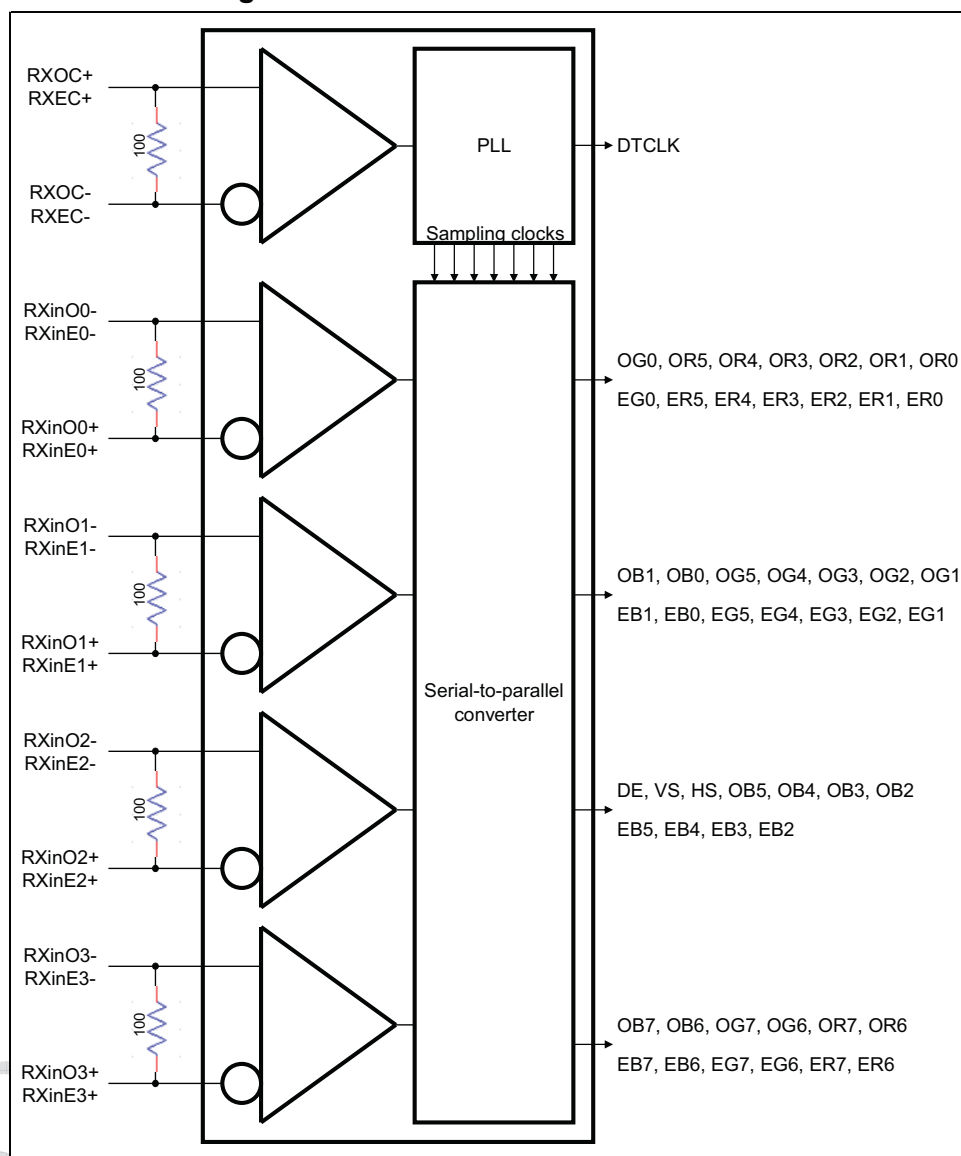 RXOC+
RXEC+
100
RXOC-
RXEC-
PLL
DTCLK
Sampling clocks
RXinO0-
RXinE0-
100
RXinO0+
RXinE0+
OG0, OR5, OR4, OR3, OR2, OR1, OR0
EG0, ER5, ER4, ER3, ER2, ER1, ER0
RXinO1-
RXinE1-
100
RXinO1+
RXinE1+
OB1, OB0, OG5, OG4, OG3, OG2, OG1
EB1, EB0, EG5, EG4, EG3, EG2, EG1
Serial-to-parallel
converter
RXinO2-
RXinE2-
100
RXinO2+
RXinE2+
DE, VS, HS, OB5, OB4, OB3, OB2
EB5, EB4, EB3, EB2
RXinO3-
RXinE3-
100
RXinO3+
RXinE3+
OB7, OB6, OG7, OG6, OR7, OR6
EB7, EB6, EG7, EG6, ER7, ER6